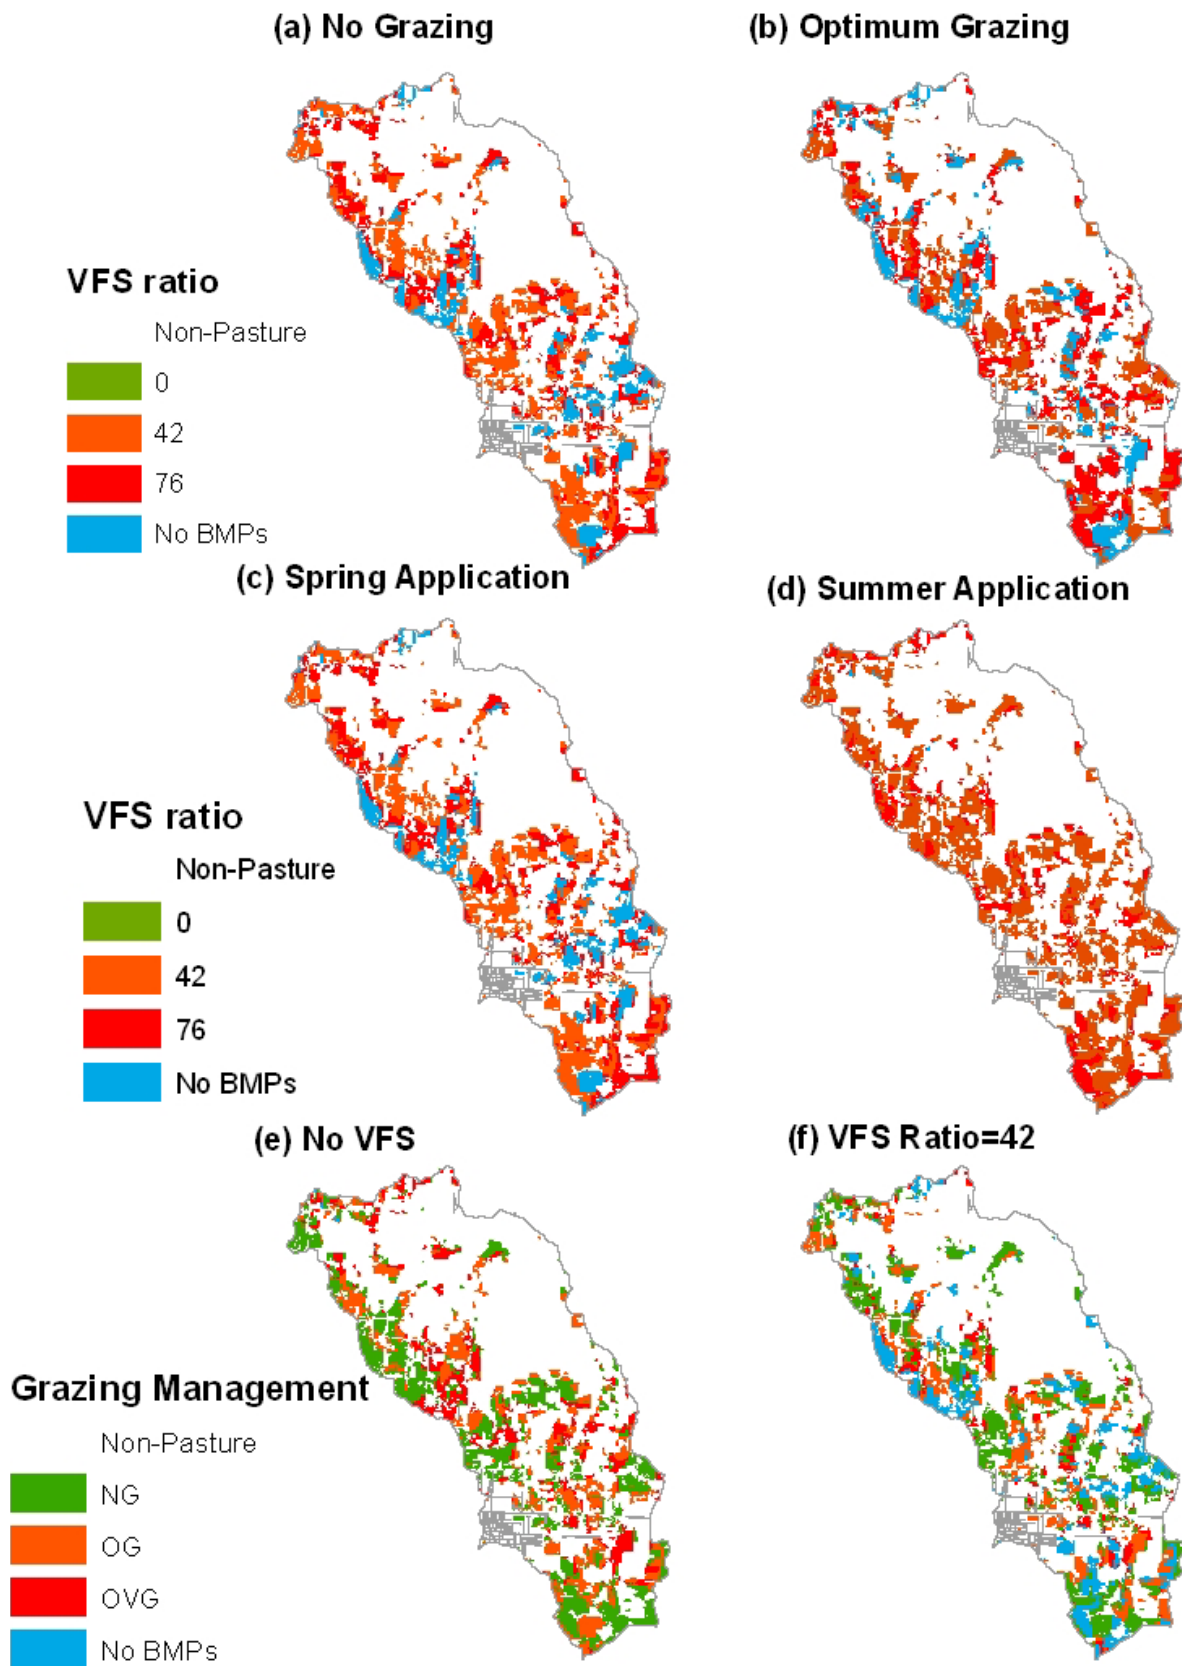 (a) No Grazing
(b) Optimum Grazing
VFS ratio
Non-Pasture
0
42
76
No BMPs
(c) Spring Application
(d) Summer Application
VFS ratio
Non-Pasture
0
42
76
No BMPs
(e) No VFS
(f) VFS Ratio=42
Grazing Management
Non-Pasture
NG
OG
OVG
No BMPs